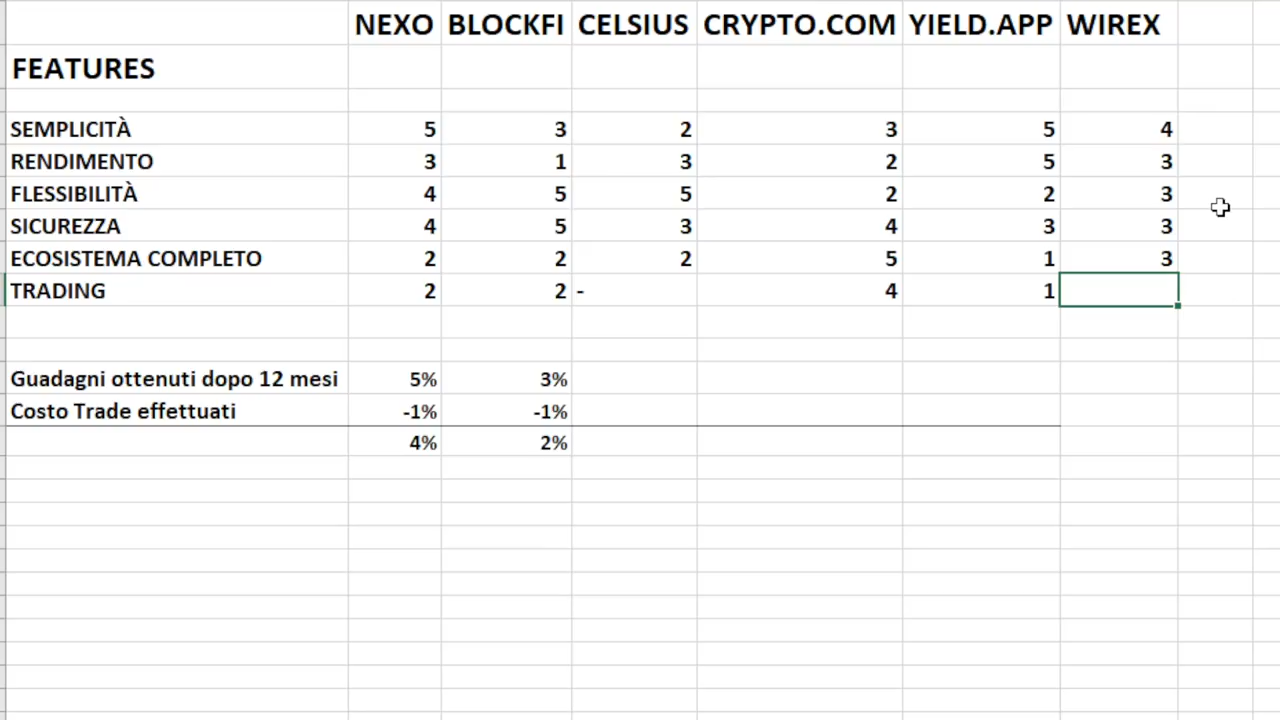 NEXO BLOCKFI CELSIUS CRYPTO.COM YIELD.APP WIREX
FEATURES
SEMPLICITÀ 5 3 2 3 5 4
RENDIMENTO 3 1 3 2 5 3
FLESSIBILITÀ 4 5 5 2 2 3
SICUREZZA 4 5 3 4 3 3
ECOSISTEMA COMPLETO 2 2 2 5 1 3
TRADING 2 2 - 4 1
Guadagni ottenuti dopo 12 mesi 5% 3%
Costo Trade effettuati -1% -1%
4% 2%